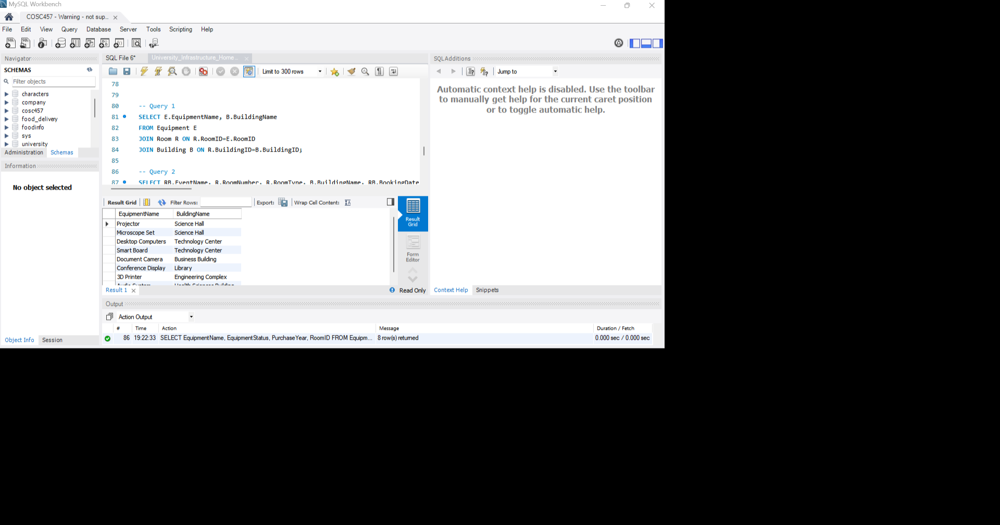 MySQL Workbench
COSC457 - Warning - not sup...
File Edit View Query Database Server Tools Scripting Help
Navigator
SCHEMAS
Filter objects
characters
company
cosc457
food_delivery
foodinfo
sys
university
Administration Schemas
Information
No object selected
Object Info Session
SQL File 6* University_Infrastructure_Home...
Limit to 300 rows
78
79
80 -- Query 1
81 SELECT E.EquipmentName, B.BuildingName
82 FROM Equipment E
83 JOIN Room R ON R.RoomID=E.RoomID
84 JOIN Building B ON R.BuildingID=B.BuildingID;
85
86 -- Query 2
87 SELECT RB.EventName, R.RoomNumber, R.RoomType, B.BuildingName, RB.BookingDate
Result Grid Filter Rows: Export: Wrap Cell Content:
EquipmentName BuildingName
Projector Science Hall
Microscope Set Science Hall
Desktop Computers Technology Center
Smart Board Technology Center
Document Camera Business Building
Conference Display Library
3D Printer Engineering Complex
Audio System Health Sciences Building
Result Grid
Form Editor
Result 1 Read Only
SQLAdditions
Jump to
Automatic context help is disabled. Use the toolbar
to manually get help for the current caret position
or to toggle automatic help.
Context Help Snippets
Output
Action Output
# Time Action Message Duration / Fetch
86 19:22:33 SELECT EquipmentName, EquipmentStatus, PurchaseYear, RoomID FROM Equipm... 8 row(s) returned 0.000 sec / 0.000 sec